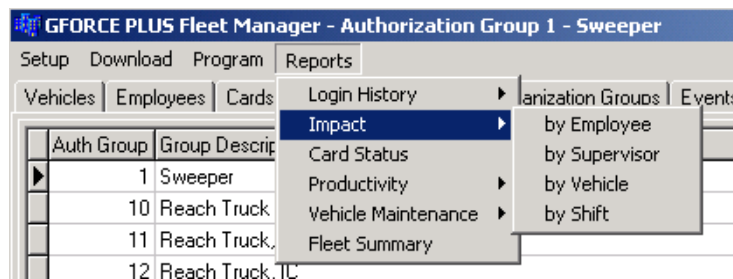 GFORCE PLUS Fleet Manager - Authorization Group 1 - Sweeper
Setup Download Program Reports
Vehicles Employees Cards anization Groups Events
Login History
Impact
Card Status
Productivity
Vehicle Maintenance
Fleet Summary
by Employee
by Supervisor
by Vehicle
by Shift
Auth Group Group Descrip
1 Sweeper
10 Reach Truck
11 Reach Truck,
12 Reach Truck, IC